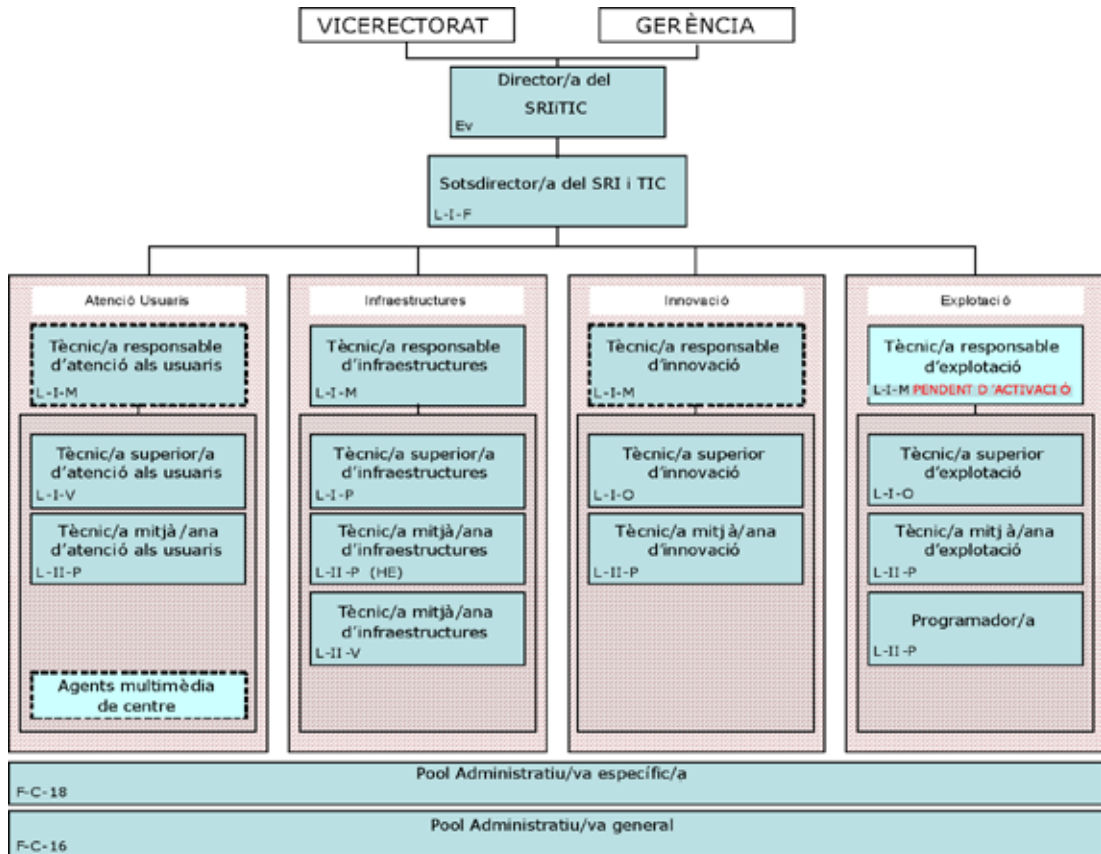 VICERECTORAT
GERÈNCIA
Director/a del
SRIiTIC
Ev
Sotsdirector/a del SRI i TIC
L-I-F
Atenció Usuaris
Tècnic/a responsable
d'atenció als usuaris
L-I-M
Tècnic/a superior/a
d'atenció als usuaris
L-I-V
Tècnic/a mitjà/ana
d'atenció als usuaris
L-II-P
Agents multimèdia
de centre
Infraestructures
Tècnic/a responsable
d'infraestructures
L-I-M
Tècnic/a superior/a
d'infraestructures
L-I-P
Tècnic/a mitjà/ana
d'infraestructures
L-II-P (HE)
Tècnic/a mitjà/ana
d'infraestructures
L-II-V
Innovació
Tècnic/a responsable
d'innovació
L-I-M
Tècnic/a superior
d'innovació
L-I-O
Tècnic/a mitjà/ana
d'innovació
L-II-P
Explotació
Tècnic/a responsable
d'explotació
L-I-M PENDENT D'ACTIVACIÓ
Tècnic/a superior
d'explotació
L-I-O
Tècnic/a mitjà/ana
d'explotació
L-II-P
Programador/a
L-II-P
Pool Administratiu/va específic/a
F-C-18
Pool Administratiu/va general
F-C-16